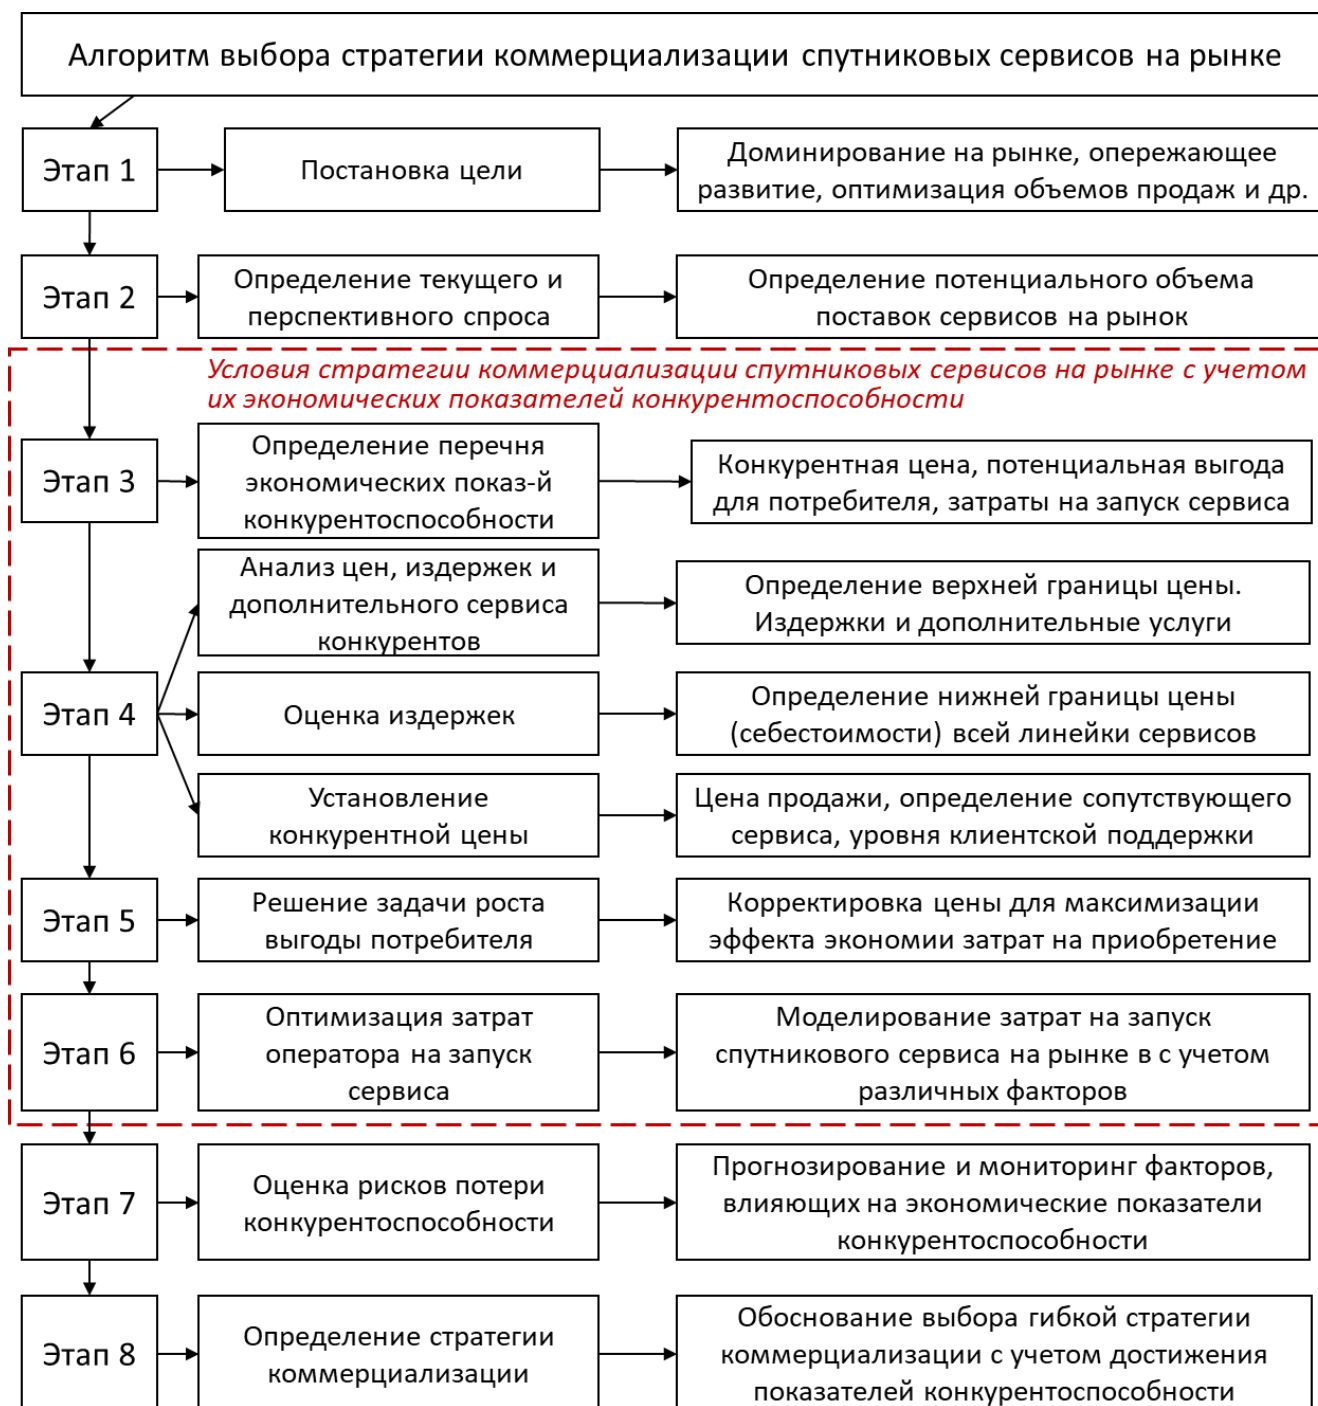 Алгоритм выбора стратегии коммерциализации спутниковых сервисов на рынке
Этап 1
Постановка цели
Доминирование на рынке, опережающее
развитие, оптимизация объемов продаж и др.
Этап 2
Определение текущего и
перспективного спроса
Определение потенциального объема
поставок сервисов на рынок
Условия стратегии коммерциализации спутниковых сервисов на рынке с учетом
их экономических показателей конкурентоспособности
Этап 3
Определение перечня
экономических показ-й
конкурентоспособности
Конкурентная цена, потенциальная выгода
для потребителя, затраты на запуск сервиса
Этап 4
Анализ цен, издержек и
дополнительного сервиса
конкурентов
Определение верхней границы цены.
Издержки и дополнительные услуги
Оценка издержек
Определение нижней границы цены
(себестоимости) всей линейки сервисов
Установление
конкурентной цены
Цена продажи, определение сопутствующего
сервиса, уровня клиентской поддержки
Этап 5
Решение задачи роста
выгоды потребителя
Корректировка цены для максимизации
эффекта экономии затрат на приобретение
Этап 6
Оптимизация затрат
оператора на запуск
сервиса
Моделирование затрат на запуск
спутникового сервиса на рынке в с учетом
различных факторов
Этап 7
Оценка рисков потери
конкурентоспособности
Прогнозирование и мониторинг факторов,
влияющих на экономические показатели
конкурентоспособности
Этап 8
Определение стратегии
коммерциализации
Обоснование выбора гибкой стратегии
коммерциализации с учетом достижения
показателей конкурентоспособности